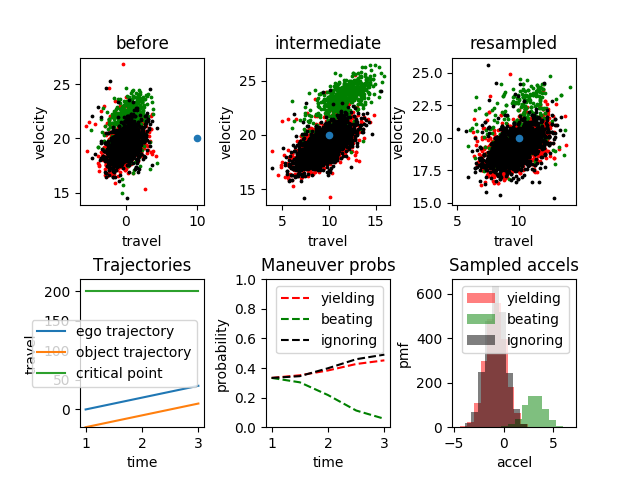 before
intermediate
resampled
velocity
25
20
15
0
10
travel
velocity
25
20
15
5
10
15
travel
velocity
25.0
22.5
20.0
17.5
15.0
5
10
travel
Trajectories
Maneuver probs
Sampled accels
travel
200
150
100
50
0
ego trajectory
object trajectory
critical point
1
2
3
time
probability
1.0
0.8
0.6
0.4
0.2
0.0
yielding
beating
ignoring
1
2
3
time
pmf
600
400
200
0
yielding
beating
ignoring
−5
0
5
accel